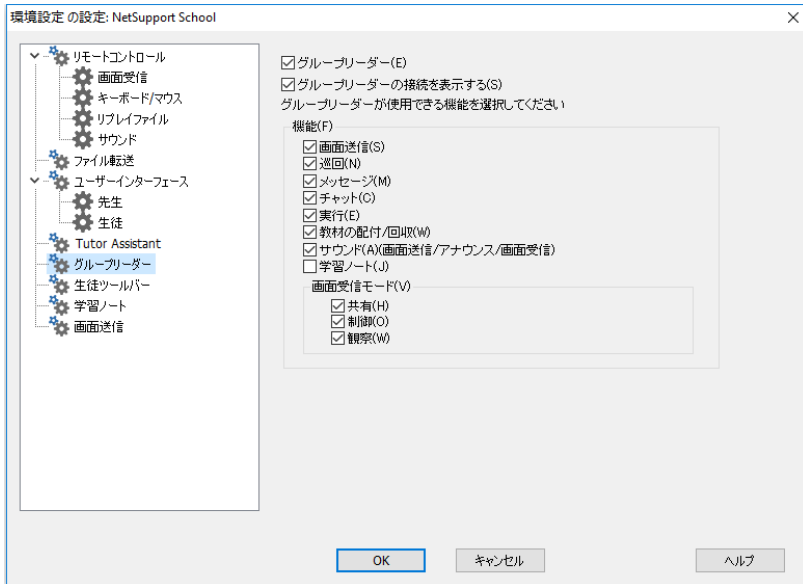 環境設定 の設定: NetSupport School
リモートコントロール
画面受信
キーボード/マウス
リプレイファイル
サウンド
ファイル転送
ユーザーインターフェース
先生
生徒
Tutor Assistant
グループリーダー
生徒ツールバー
学習ノート
画面送信
グループリーダー(E)
グループリーダーの接続を表示する(S)
グループリーダーが使用できる機能を選択してください
機能(F)
画面送信(S)
巡回(N)
メッセージ(M)
チャット(C)
実行(E)
教材の配付/回収(W)
サウンド(A)(画面送信/アナウンス/画面受信)
学習ノート(J)
画面受信モード(V)
共有(H)
制御(O)
観察(W)
OK
キャンセル
ヘルプ